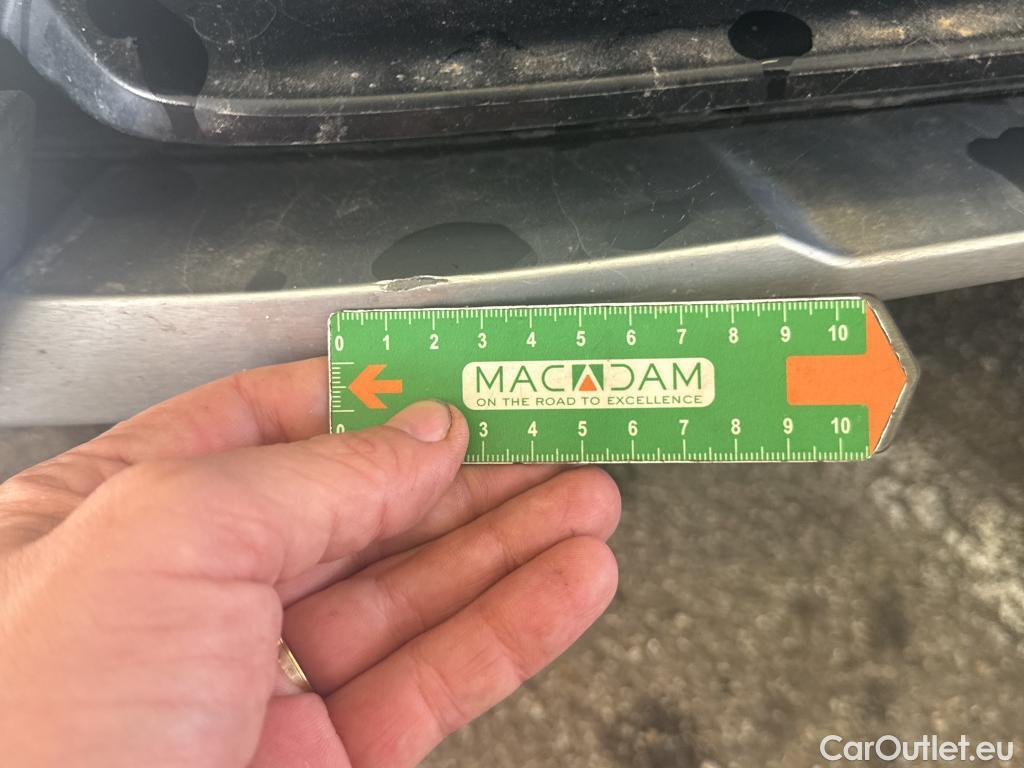 0 1 2 3 4 5 6 7 8 9 10
MACADAM
ON THE ROAD TO EXCELLENCE
0 3 4 5 6 7 8 9 10
CarOutlet.eu